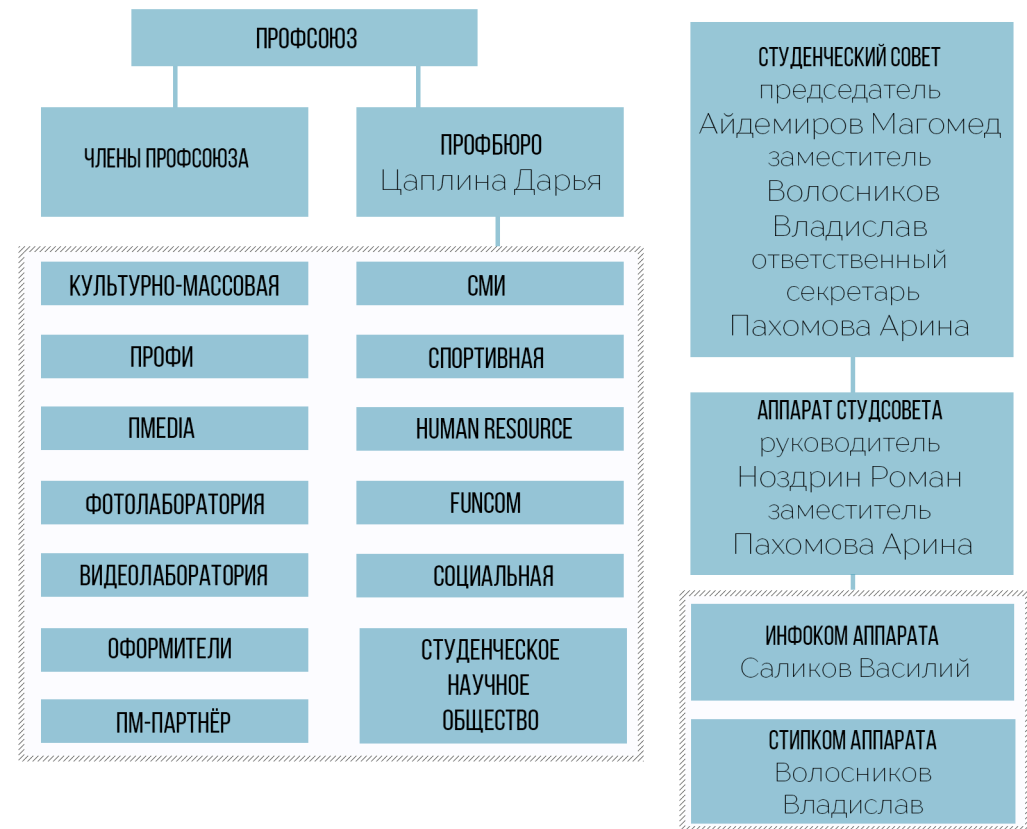 ПРОФСОЮЗ
ЧЛЕНЫ ПРОФСОЮЗА
ПРОФБЮРО
Цаплина Дарья
КУЛЬТУРНО-МАССОВАЯ
СМИ
ПРОФИ
СПОРТИВНАЯ
ПMEDIA
HUMAN RESOURCE
ФОТОЛАБОРАТОРИЯ
FUNCOM
ВИДЕОЛАБОРАТОРИЯ
СОЦИАЛЬНАЯ
ОФОРМИТЕЛИ
СТУДЕНЧЕСКОЕ
НАУЧНОЕ
ОБЩЕСТВО
ПМ-ПАРТНЁР
СТУДЕНЧЕСКИЙ СОВЕТ
председатель
Айдемиров Магомед
заместитель
Волосников
Владислав
ответственный
секретарь
Пахомова Арина
АППАРАТ СТУДСОВЕТА
руководитель
Ноздрин Роман
заместитель
Пахомова Арина
ИНФОКОМ АППАРАТА
Саликов Василий
СТИПКОМ АППАРАТА
Волосников
Владислав